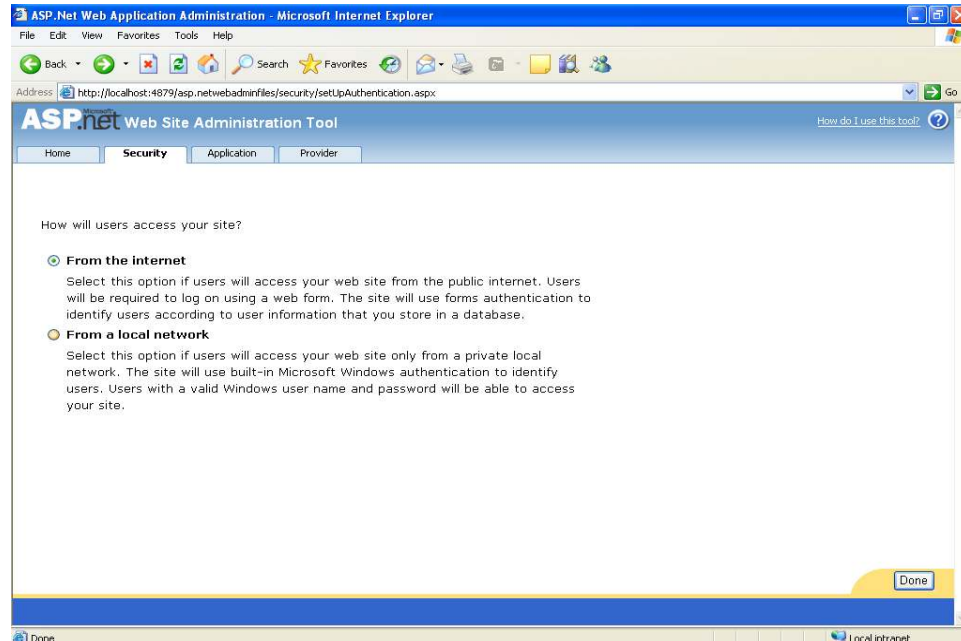 ASP.Net Web Application Administration - Microsoft Internet Explorer
File Edit View Favorites Tools Help
Back Search Favorites
Address http://localhost:4879/asp.netwebadminfiles/security/setUpAuthentication.aspx Go
Microsoft
ASP.net Web Site Administration Tool How do I use this tool? ?
Home Security Application Provider
How will users access your site?
From the internet
Select this option if users will access your web site from the public internet. Users
will be required to log on using a web form. The site will use forms authentication to
identify users according to user information that you store in a database.
From a local network
Select this option if users will access your web site only from a private local
network. The site will use built-in Microsoft Windows authentication to identify
users. Users with a valid Windows user name and password will be able to access
your site.
Done
Done Local intranet